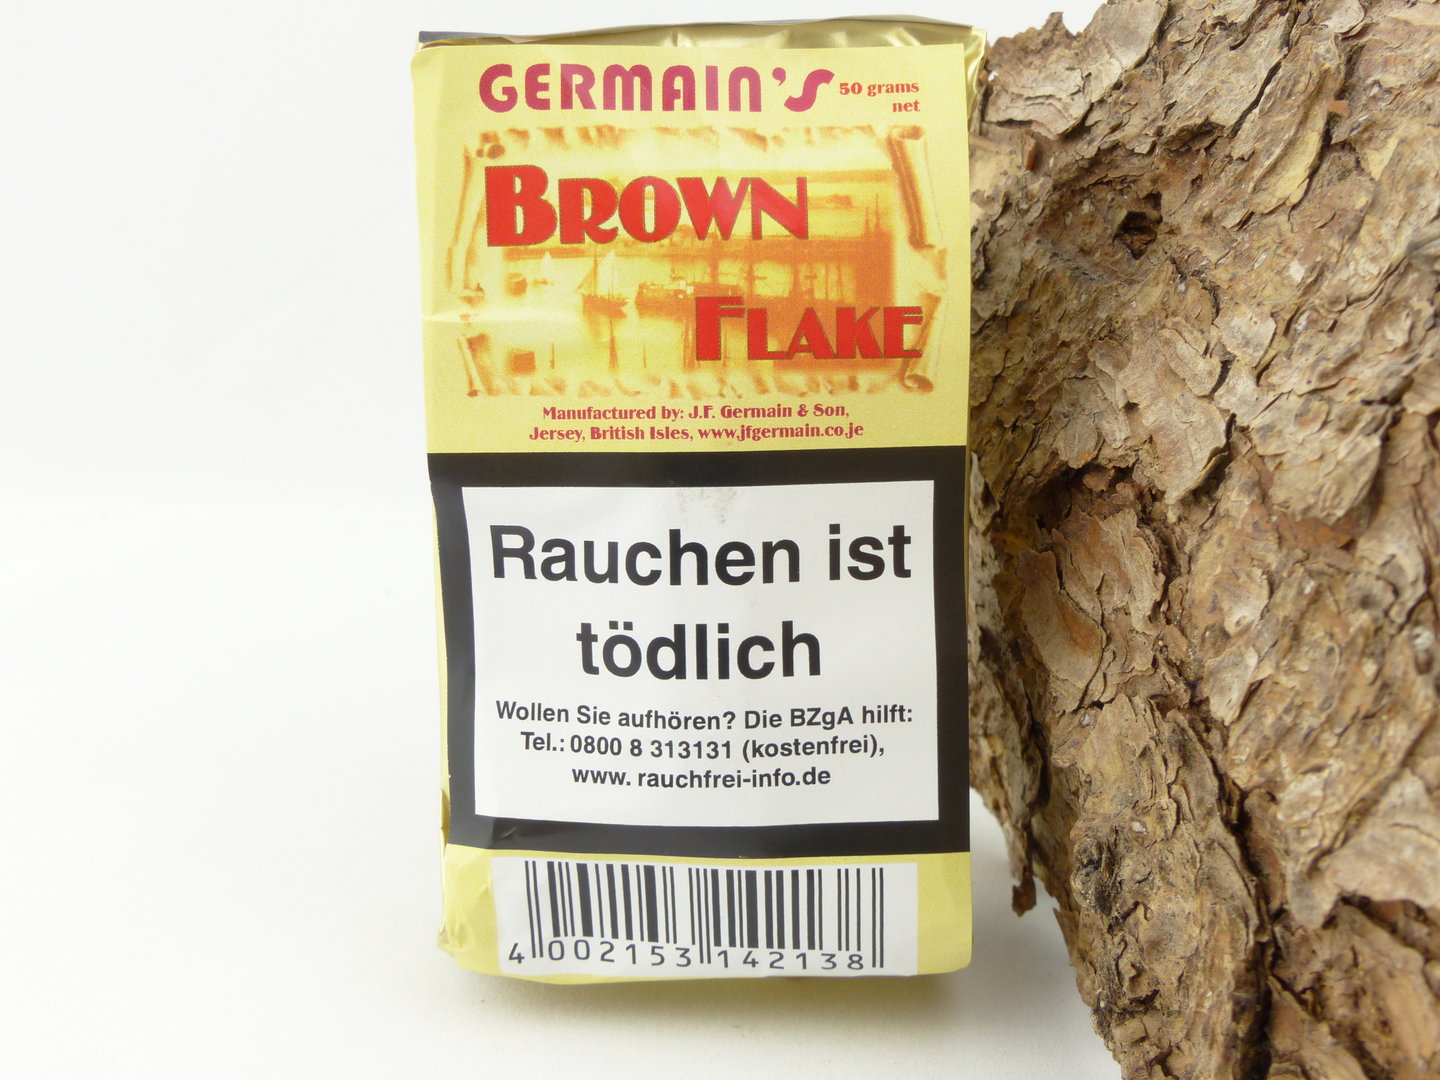 GERMAIN'S
50 grams
net
BROWN
FLAKE
Manufactured by: J.F. Germain & Son,
Jersey, British Isles, www.jfgermain.co.je
Rauchen ist
tödlich
Wollen Sie aufhören? Die BZgA hilft:
Tel.: 0800 8 313131 (kostenfrei),
www. rauchfrei-info.de
4 002153 142138